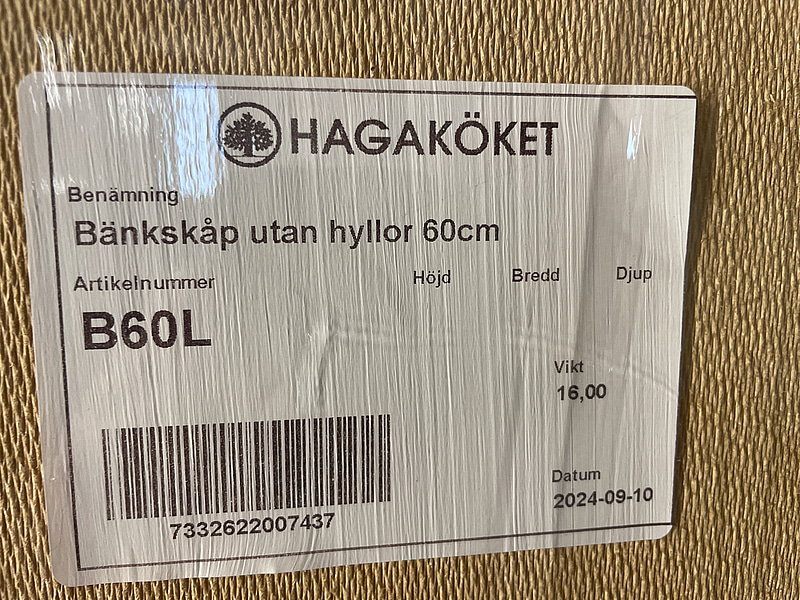 HAGAKÖKET
Benämning
Bänkskåp utan hyllor 60cm
Artikelnummer Höjd Bredd Djup
B60L
Vikt
16,00
Datum
2024-09-10
7332622007437